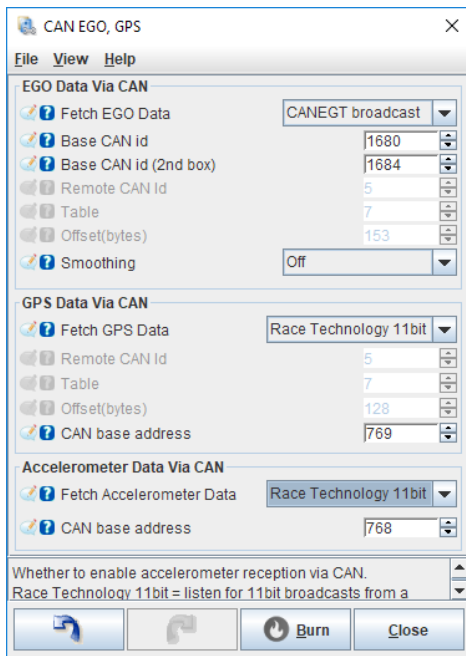 CAN EGO, GPS
File View Help
EGO Data Via CAN
Fetch EGO Data CANEGT broadcast
Base CAN id 1680
Base CAN id (2nd box) 1684
Remote CAN Id 5
Table 7
Offset(bytes) 153
Smoothing Off
GPS Data Via CAN
Fetch GPS Data Race Technology 11bit
Remote CAN Id 5
Table 7
Offset(bytes) 128
CAN base address 769
Accelerometer Data Via CAN
Fetch Accelerometer Data Race Technology 11bit
CAN base address 768
Whether to enable accelerometer reception via CAN.
Race Technology 11bit = listen for 11bit broadcasts from a
Burn Close